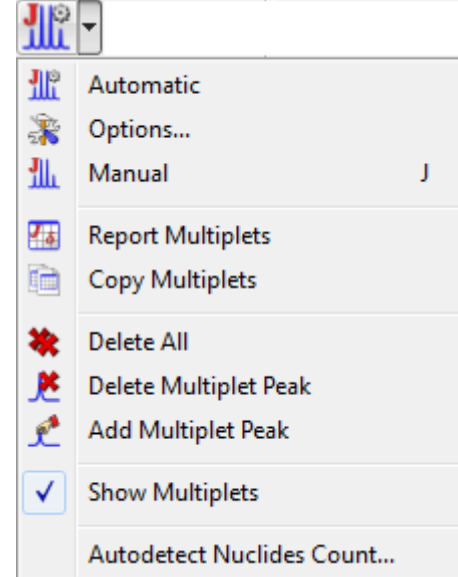 Automatic
Options...
Manual J
Report Multiplets
Copy Multiplets
Delete All
Delete Multiplet Peak
Add Multiplet Peak
Show Multiplets
Autodetect Nuclides Count...